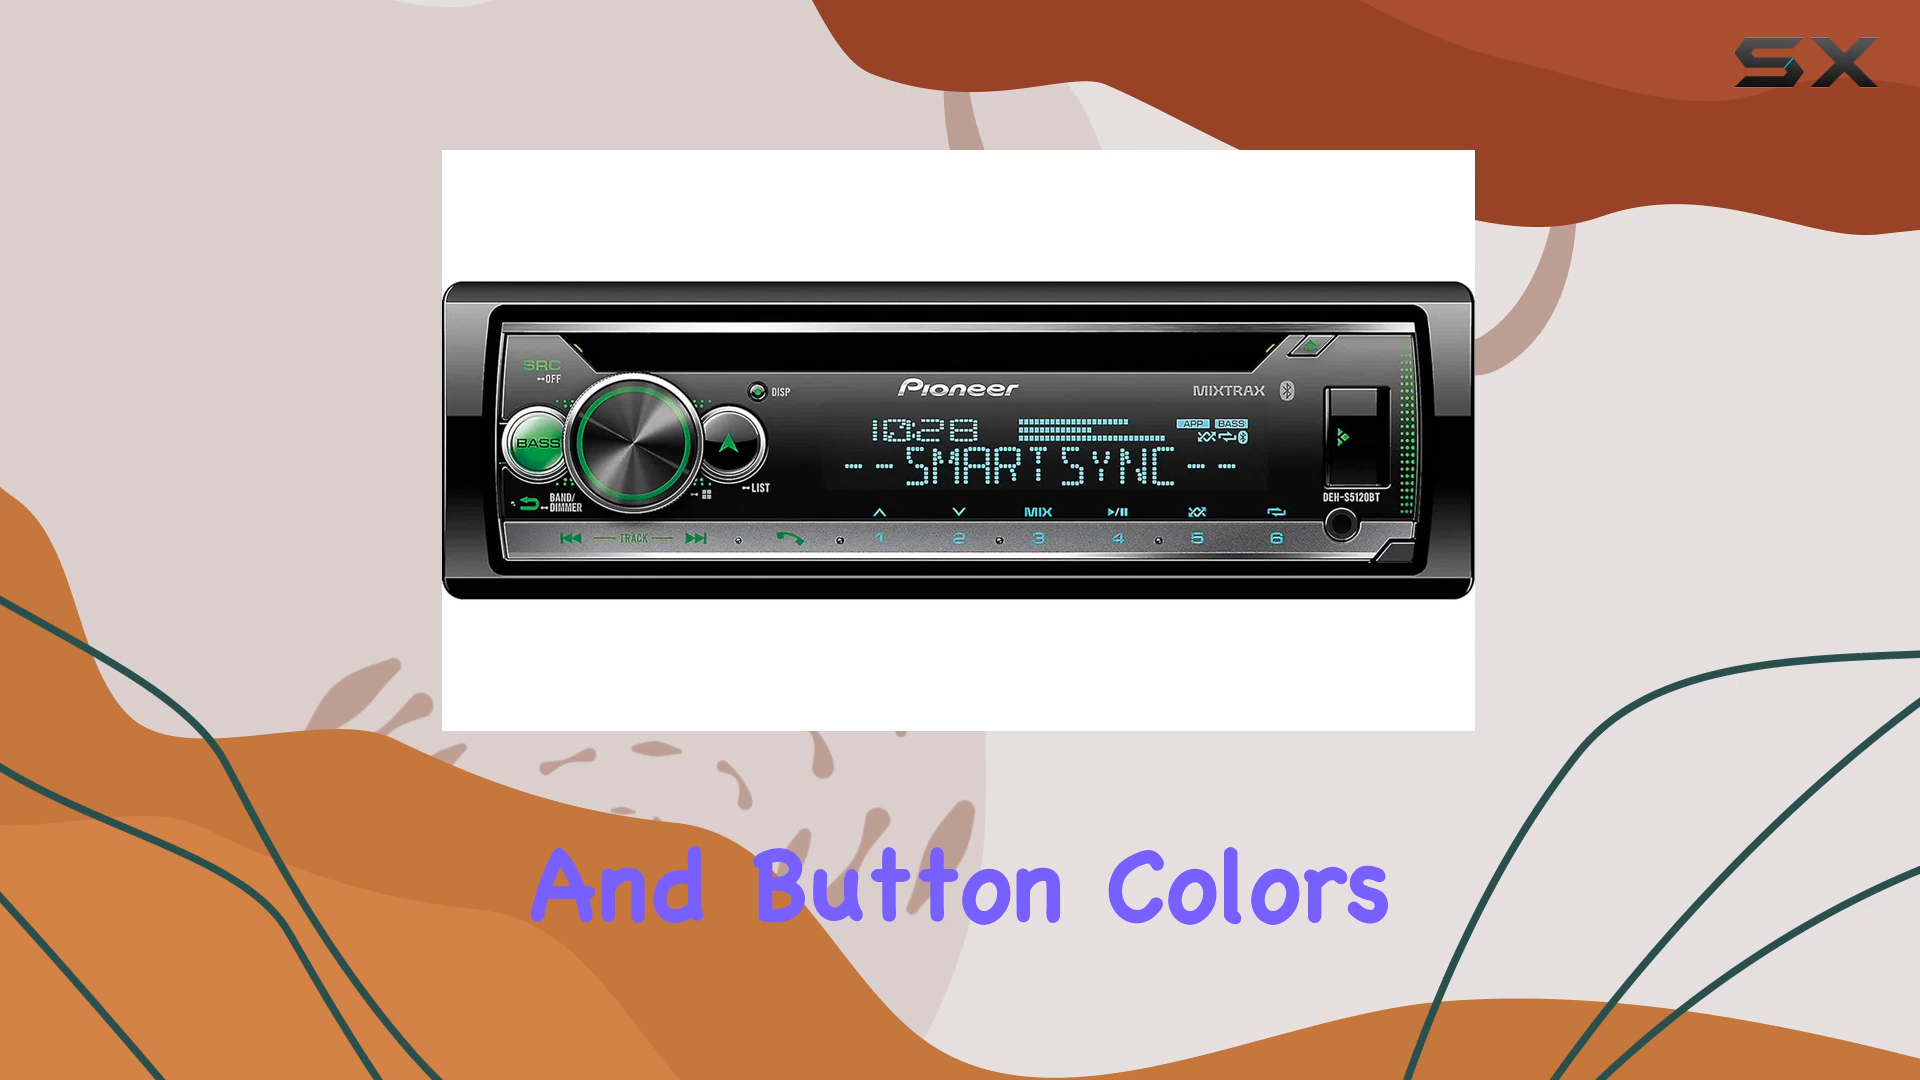 SX
SRC
OFF
DISP
Pioneer
MIXTRAX
BASS
10:28
APP BASS
-- SMART SYNC --
LIST
BAND/
DIMMER
DEH-S5120BT
MIX
TRACK
1 2 3 4 5 6
And Button Colors